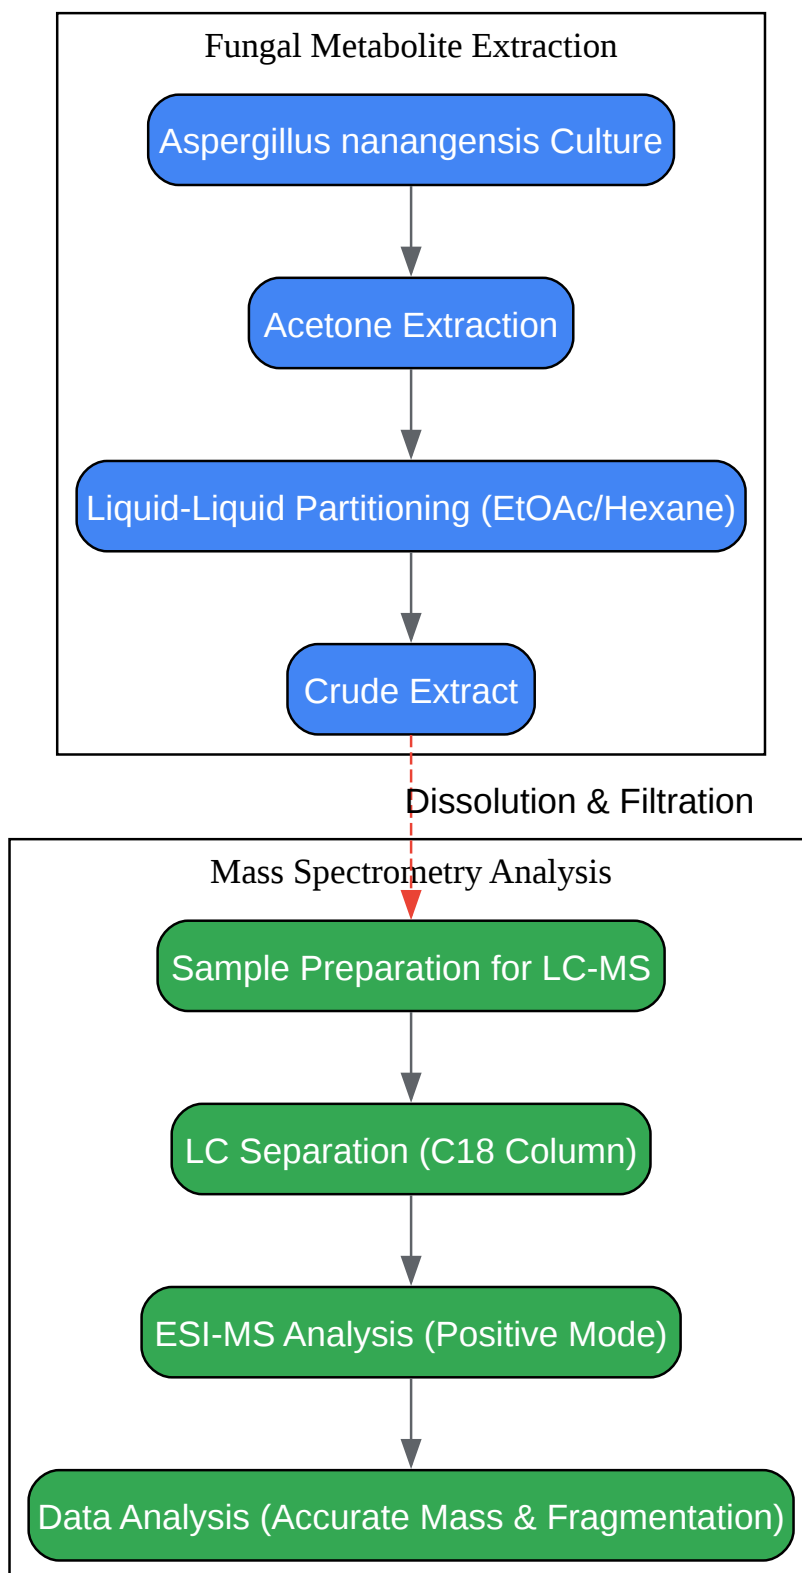 Fungal Metabolite Extraction
Aspergillus nanangensis Culture
Acetone Extraction
Liquid-Liquid Partitioning (EtOAc/Hexane)
Crude Extract
Dissolution & Filtration
Mass Spectrometry Analysis
Sample Preparation for LC-MS
LC Separation (C18 Column)
ESI-MS Analysis (Positive Mode)
Data Analysis (Accurate Mass & Fragmentation)